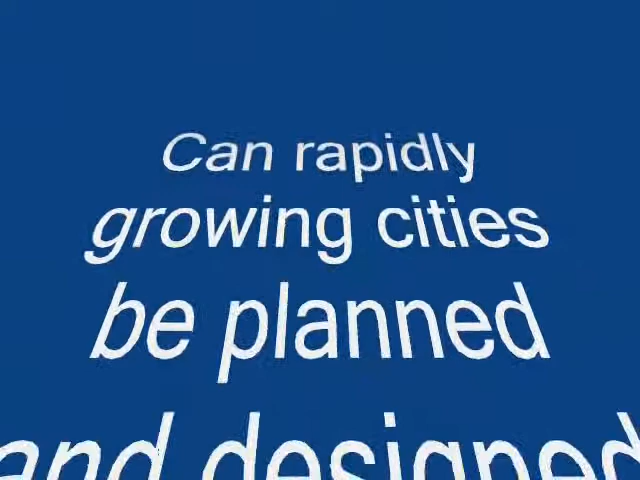 Can rapidly
growing cities
be planned
and designed